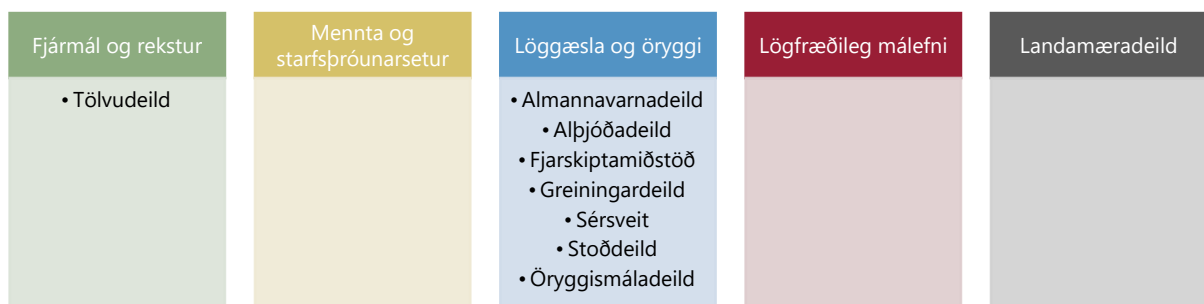 Fjármál og rekstur
• Tölvudeild
Mennta og
starfsþróunarsetur
Löggæsla og öryggi
• Almannavarnadeild
• Alþjóðadeild
• Fjarskiptamiðstöð
• Greiningardeild
• Sérsveit
• Stoðdeild
• Öryggismáladeild
Lögfræðileg málefni
Landamæradeild